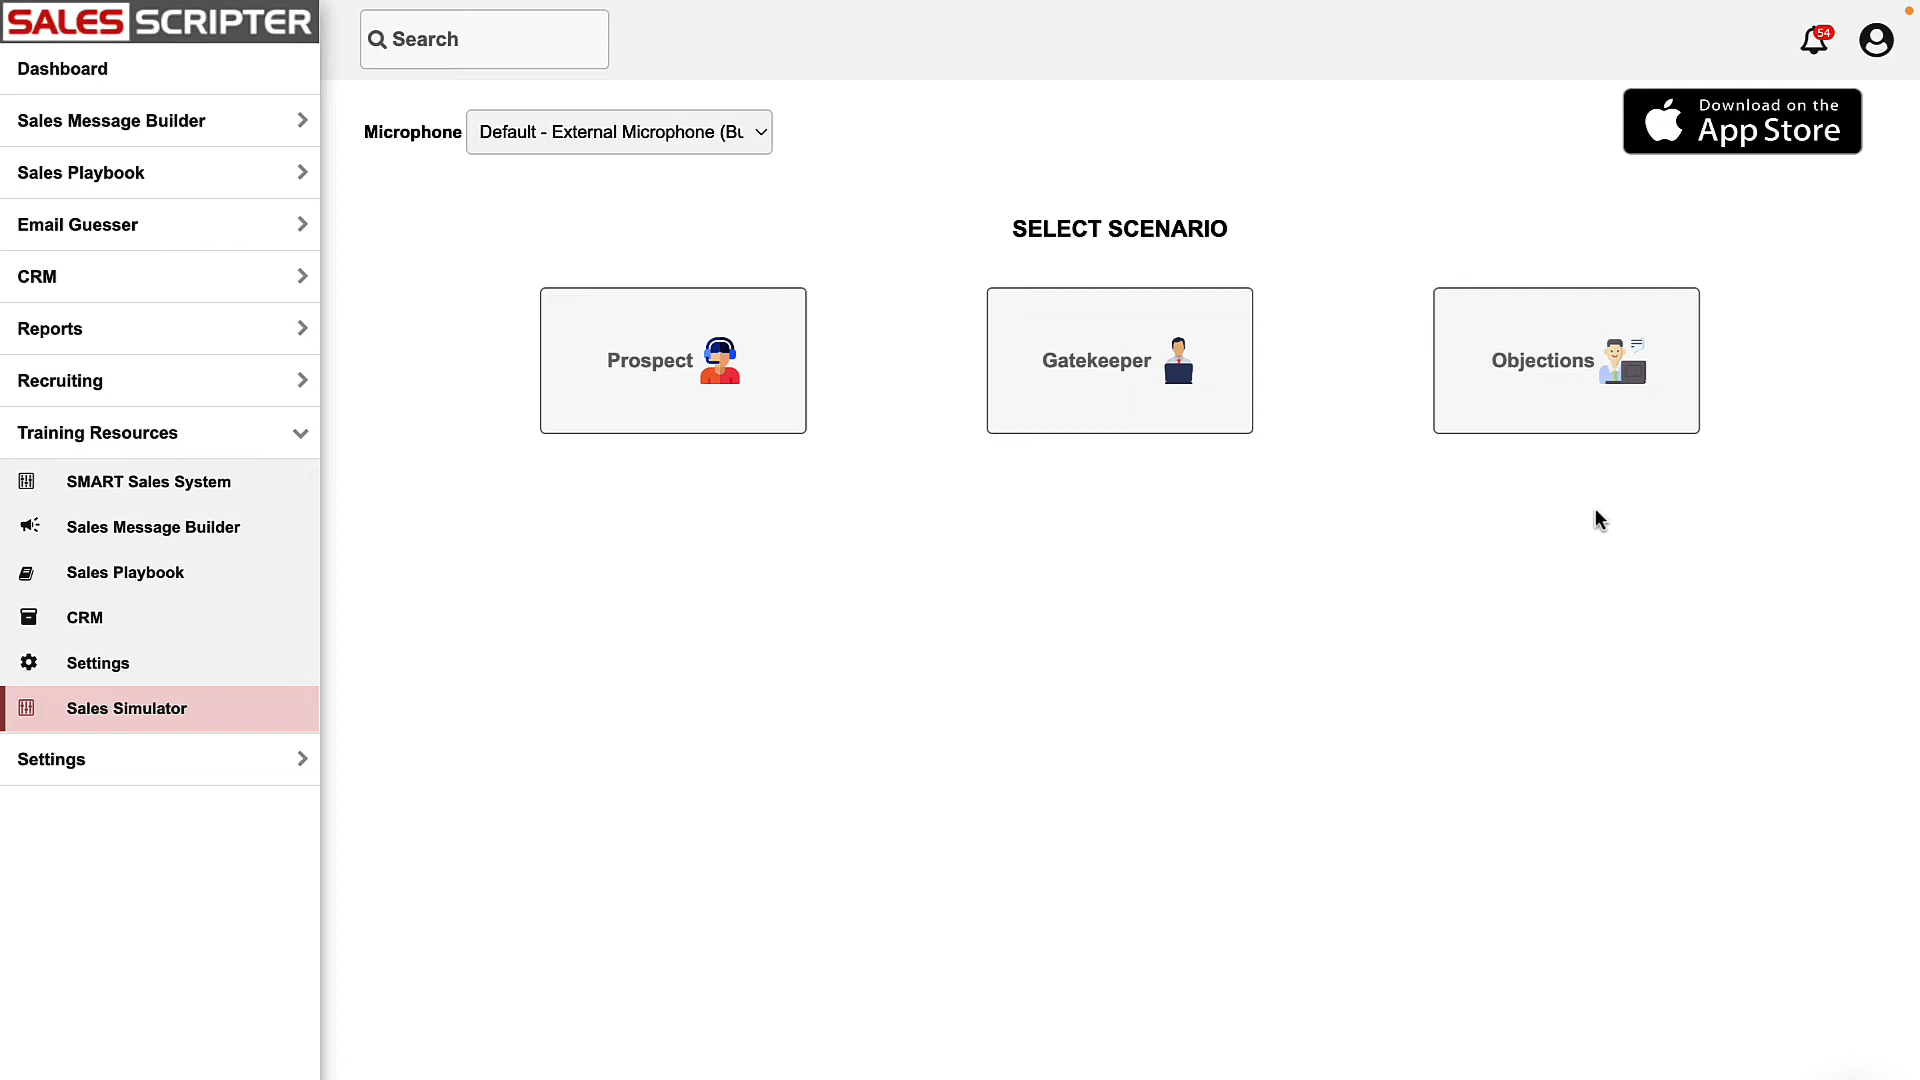 SALES SCRIPTER
Search
54
Dashboard
Sales Message Builder
Sales Playbook
Email Guesser
CRM
Reports
Recruiting
Training Resources
SMART Sales System
Sales Message Builder
Sales Playbook
CRM
Settings
Sales Simulator
Settings
Microphone
Default - External Microphone (Bu
Download on the
App Store
SELECT SCENARIO
Prospect
Gatekeeper
Objections